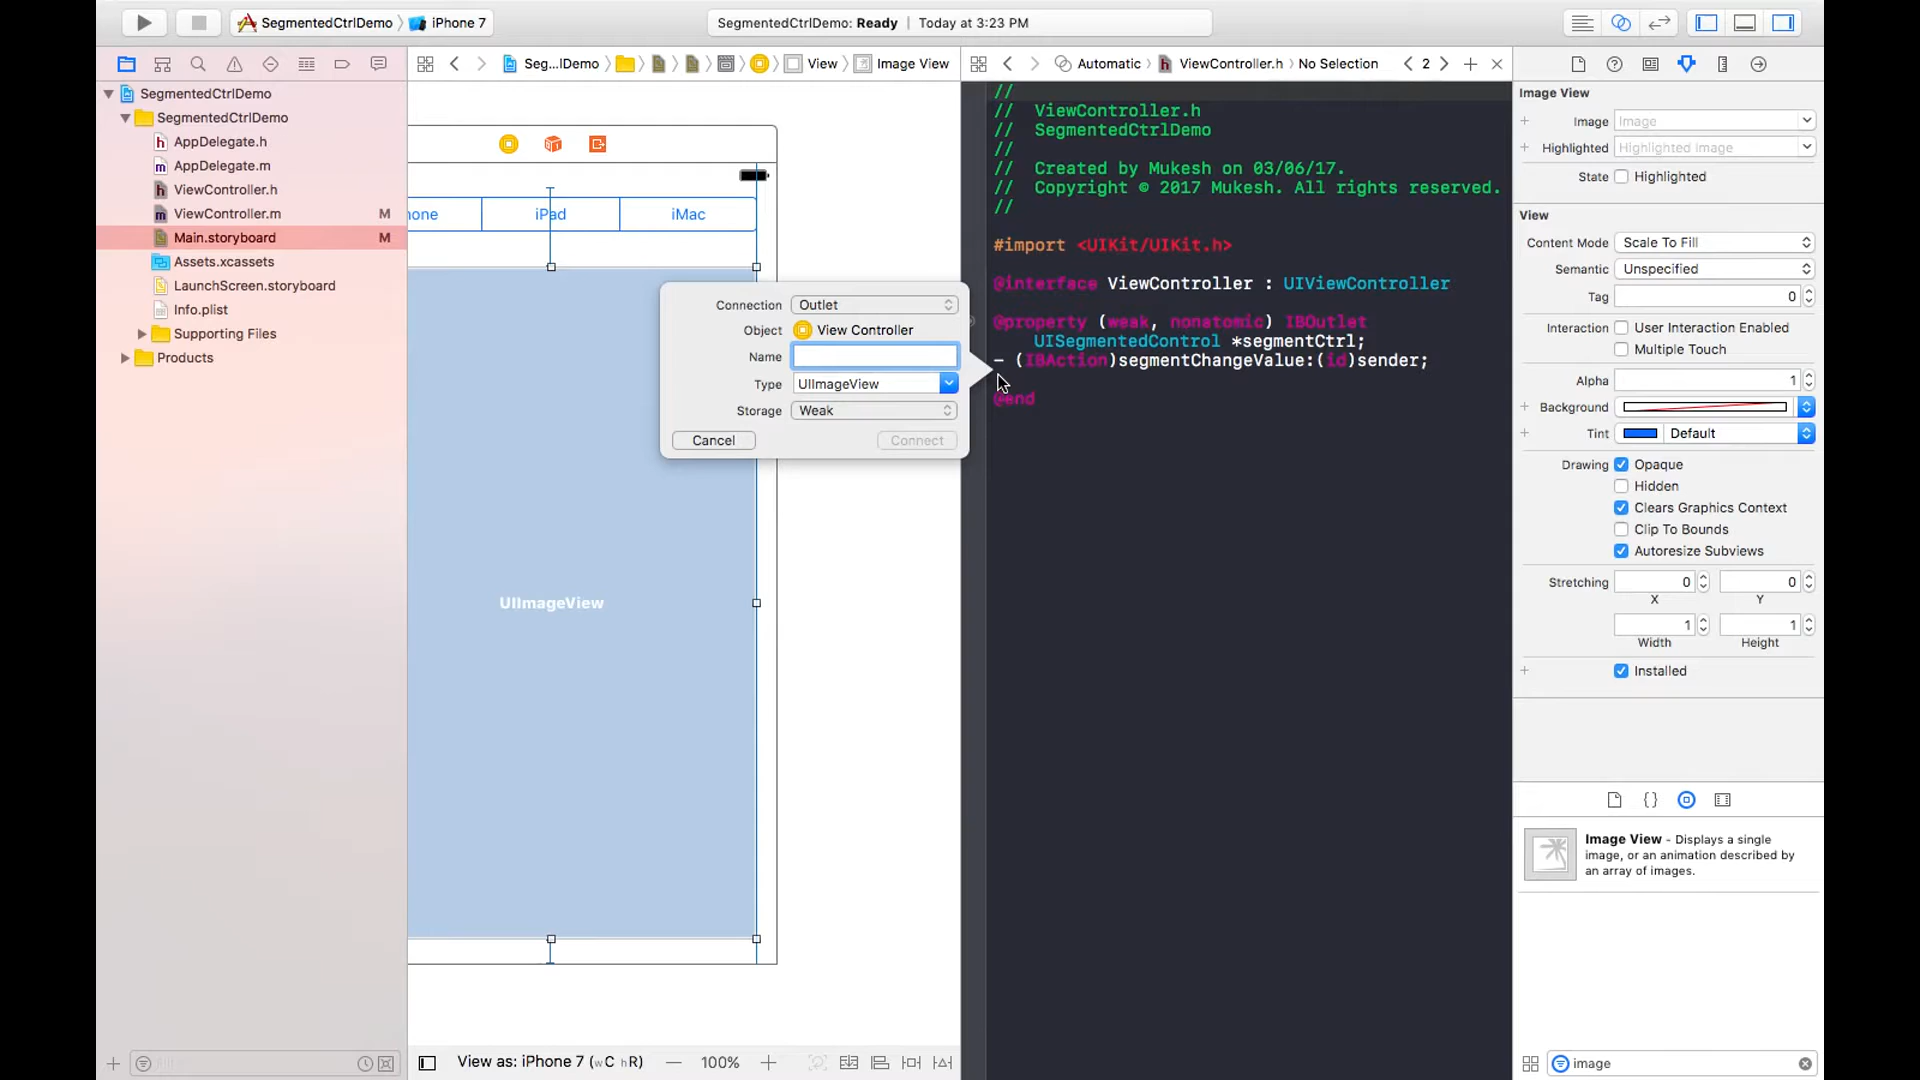 SegmentedCtrlDemo
iPhone 7
SegmentedCtrlDemo: Ready | Today at 3:23 PM
Seg...lDemo
View
Image View
Automatic
ViewController.h
No Selection
2
SegmentedCtrlDemo
SegmentedCtrlDemo
AppDelegate.h
AppDelegate.m
ViewController.h
ViewController.m M
Main.storyboard M
Assets.xcassets
LaunchScreen.storyboard
Info.plist
Supporting Files
Products
hone
iPad
iMac
UIImageView
Connection Outlet
Object View Controller
Name
Type UIImageView
Storage Weak
Cancel
Connect
//
// ViewController.h
// SegmentedCtrlDemo
//
// Created by Mukesh on 03/06/17.
// Copyright © 2017 Mukesh. All rights reserved.
//
#import <UIKit/UIKit.h>
@interface ViewController : UIViewController
@property (weak, nonatomic) IBOutlet
UISegmentedControl *segmentCtrl;
- (IBAction)segmentChangeValue:(id)sender;
@end
Image View
Image Image
Highlighted Highlighted Image
State Highlighted
View
Content Mode Scale To Fill
Semantic Unspecified
Tag 0
Interaction User Interaction Enabled
Multiple Touch
Alpha 1
Background
Tint Default
Drawing Opaque
Hidden
Clears Graphics Context
Clip To Bounds
Autoresize Subviews
Stretching 0 0
X Y
1 1
Width Height
Installed
{}
Image View - Displays a single
image, or an animation described by
an array of images.
View as: iPhone 7 (wC hR)
100%
image